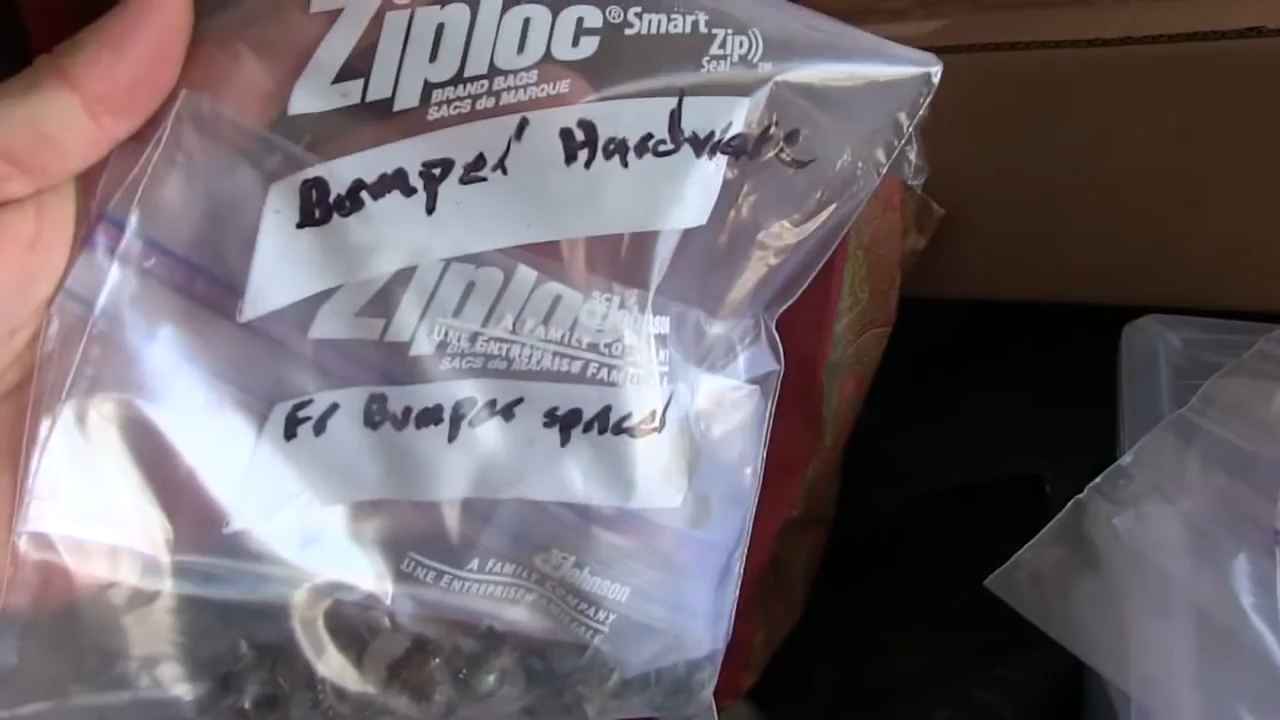 Ziploc® Smart Zip Seal™
BRAND BAGS
SACS de MARQUE
Bumper Hardware
Ziploc
SC Johnson
A FAMILY COMPANY
UNE ENTREPRISE FAMILIALE
SACS de MARQUE
Fr Bumper
SC Johnson
A FAMILY COMPANY
UNE ENTREPRISE FAMILIALE